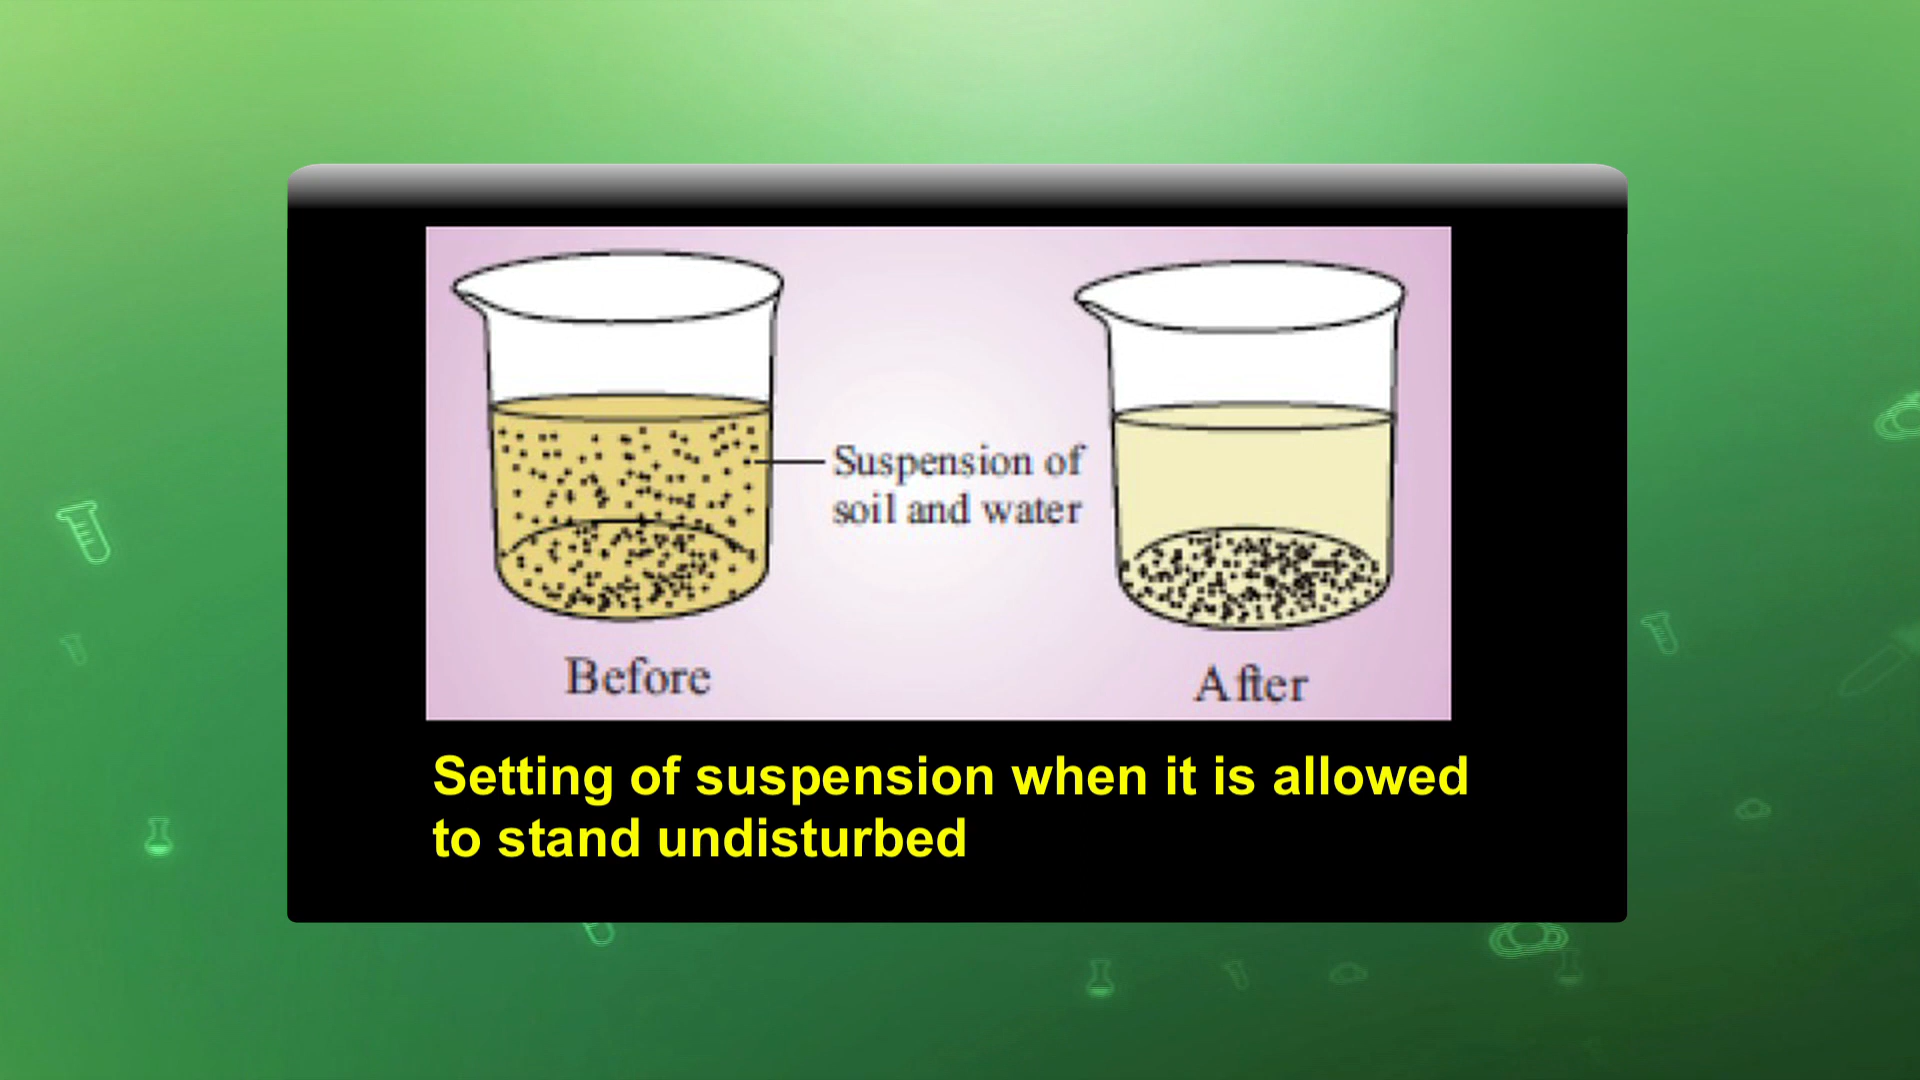 Suspension of
soil and water
Before
After
Setting of suspension when it is allowed
to stand undisturbed